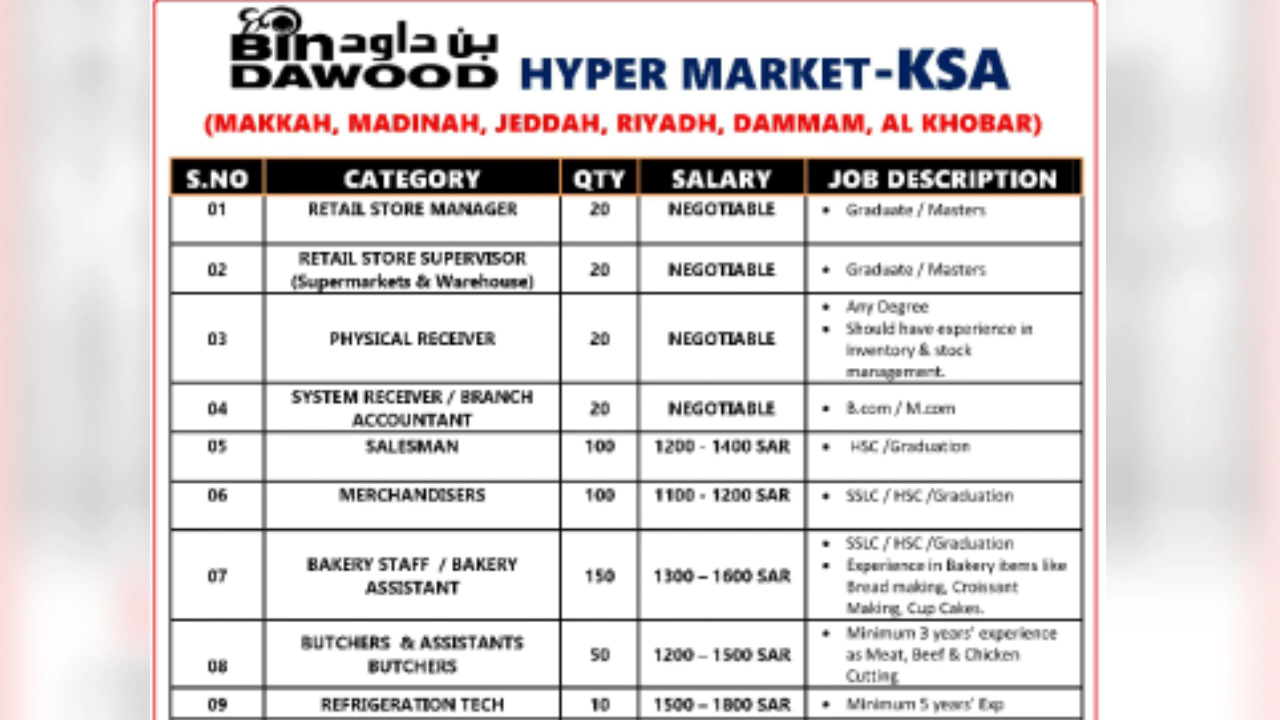 BIN بن داود
DAWOOD HYPER MARKET-KSA
(MAKKAH, MADINAH, JEDDAH, RIYADH, DAMMAM, AL KHOBAR)
S.NO CATEGORY QTY SALARY JOB DESCRIPTION
01 RETAIL STORE MANAGER 20 NEGOTIABLE • Graduate / Masters
02 RETAIL STORE SUPERVISOR
(Supermarkets & Warehouse) 20 NEGOTIABLE • Graduate / Masters
03 PHYSICAL RECEIVER 20 NEGOTIABLE • Any Degree
• Should have experience in
inventory & stock
management.
04 SYSTEM RECEIVER / BRANCH
ACCOUNTANT 20 NEGOTIABLE • B.com / M.com
05 SALESMAN 100 1200 - 1400 SAR • HSC /Graduation
06 MERCHANDISERS 100 1100 - 1200 SAR • SSLC / HSC /Graduation
07 BAKERY STAFF / BAKERY
ASSISTANT 150 1300 – 1600 SAR • SSLC / HSC /Graduation
• Experience in Bakery items like
Bread making, Croissant
Making, Cup Cakes.
08 BUTCHERS & ASSISTANTS
BUTCHERS 50 1200 – 1500 SAR • Minimum 3 years' experience
as Meat, Beef & Chicken
Cutting
09 REFRIGERATION TECH 10 1500 – 1800 SAR • Minimum 5 years' Exp